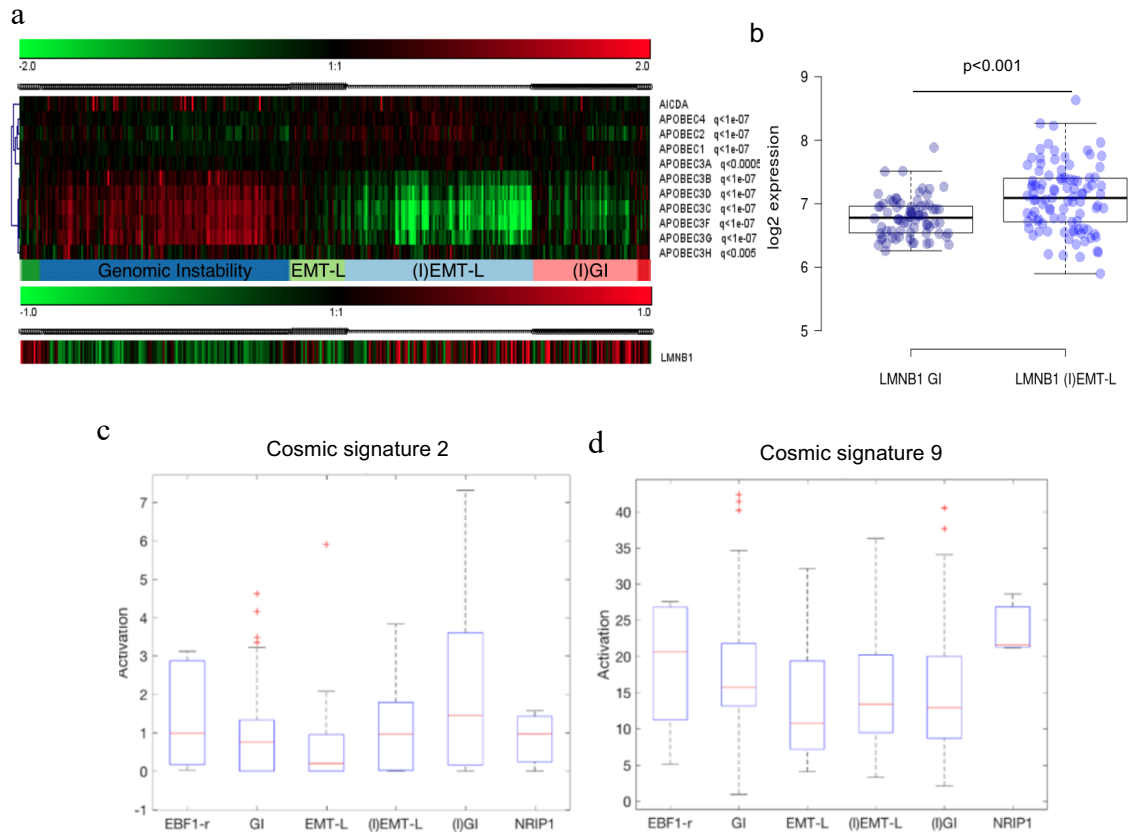 a
-2.0 1:1 2.0
AICDA
APOBEC4 q<1e-07
APOBEC2 q<1e-07
APOBEC1 q<1e-07
APOBEC3A q<0.0005
APOBEC3B q<1e-07
APOBEC3D q<1e-07
APOBEC3C q<1e-07
APOBEC3F q<1e-07
APOBEC3G q<1e-07
APOBEC3H q<0.005
Genomic Instability EMT-L (I)EMT-L (I)GI
-1.0 1:1 1.0
LMNB1
b
p<0.001
9
8
7
6
5
log2 expression
LMNB1 GI LMNB1 (I)EMT-L
c
Cosmic signature 2
7
6
5
4
3
2
1
0
-1
Activation
EBF1-r GI EMT-L (I)EMT-L (I)GI NRIP1
d
Cosmic signature 9
40
35
30
25
20
15
10
5
0
Activation
EBF1-r GI EMT-L (I)EMT-L (I)GI NRIP1